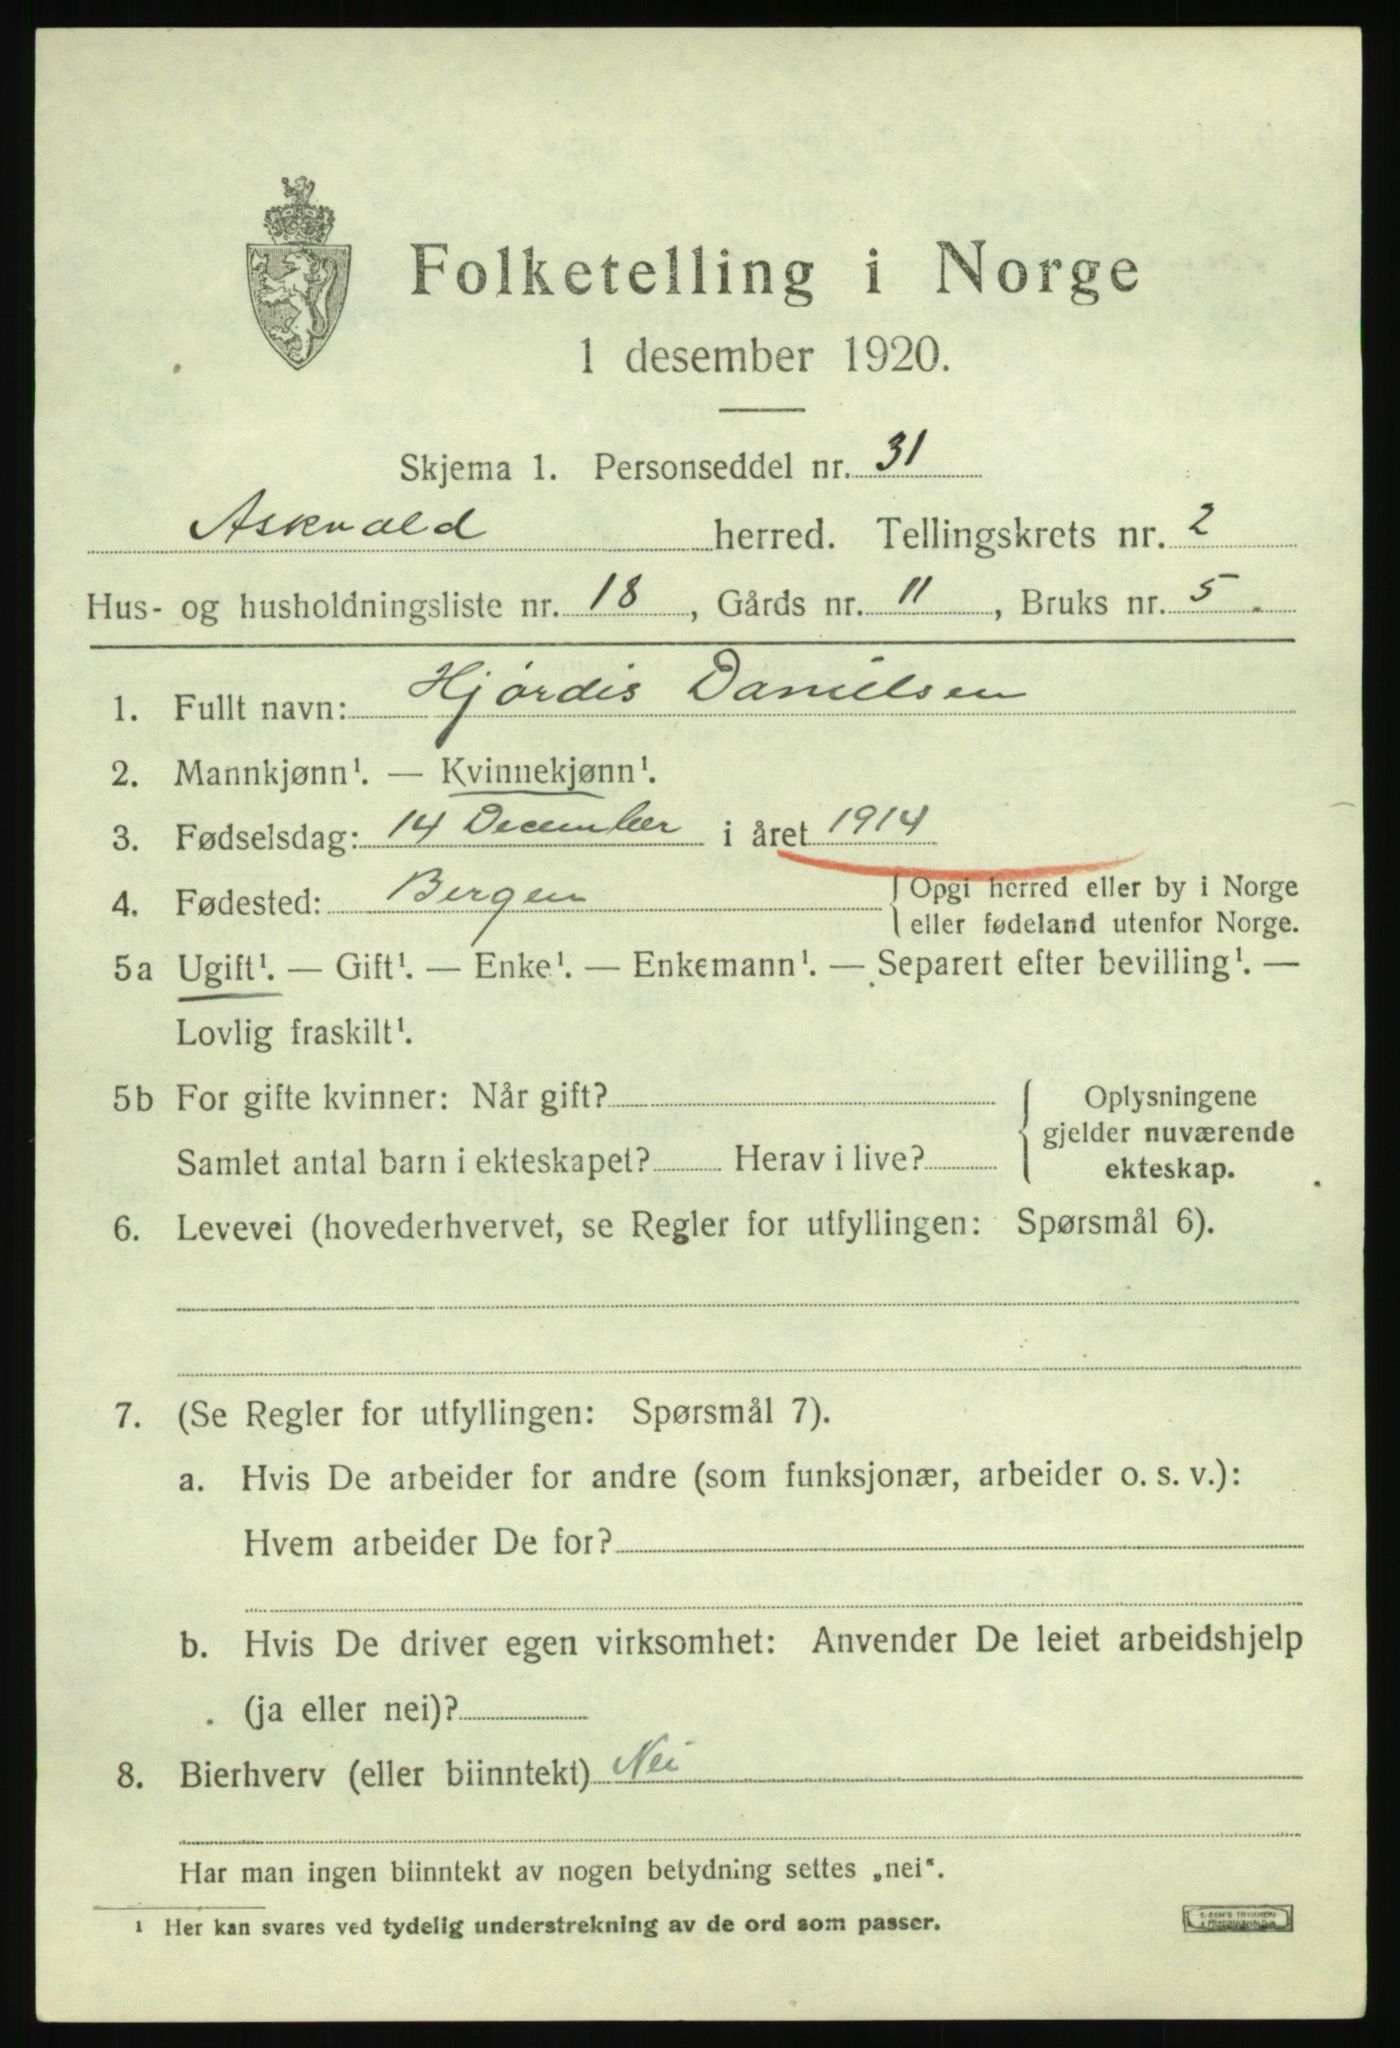 Folketelling i Norge
1 desember 1920.
Skjema 1. Personseddel nr. 31
Askvold herred. Tellingskrets nr. 2
Hus- og husholdningsliste nr. 18, Gårds nr. 11, Bruks nr. 5.
1. Fullt navn: Hjórdis Danielsen
2. Mannkjønn¹. — Kvinnekjønn¹.
3. Fødselsdag: 14 December i året 1914
4. Fødested: Bergen { Opgi herred eller by i Norge
eller fødeland utenfor Norge.
5a Ugift¹. — Gift¹. — Enke¹. — Enkemann¹. — Separert efter bevilling¹. —
Lovlig fraskilt¹.
5b For gifte kvinner: Når gift? { Oplysningene
gjelder nuværende
Samlet antal barn i ekteskapet? Herav i live? ekteskap.
6. Levevei (hovederhvervet, se Regler for utfyllingen: Spørsmål 6).
7. (Se Regler for utfyllingen: Spørsmål 7).
a. Hvis De arbeider for andre (som funksjonær, arbeider o. s. v.):
Hvem arbeider De for?
b. Hvis De driver egen virksomhet: Anvender De leiet arbeidshjelp
(ja eller nei)?
8. Bierhverv (eller biinntekt) Nei
Har man ingen biinntekt av nogen betydning settes „nei".
¹ Her kan svares ved tydelig understrekning av de ord som passer.